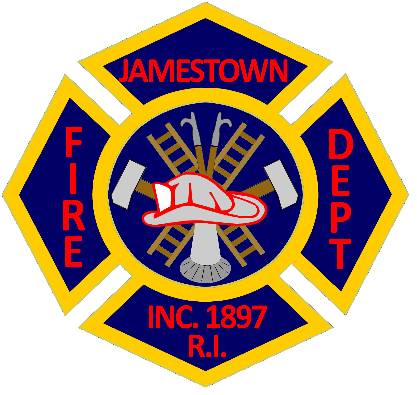 JAMESTOWN
FIRE
DEPT
INC. 1897
R.I.